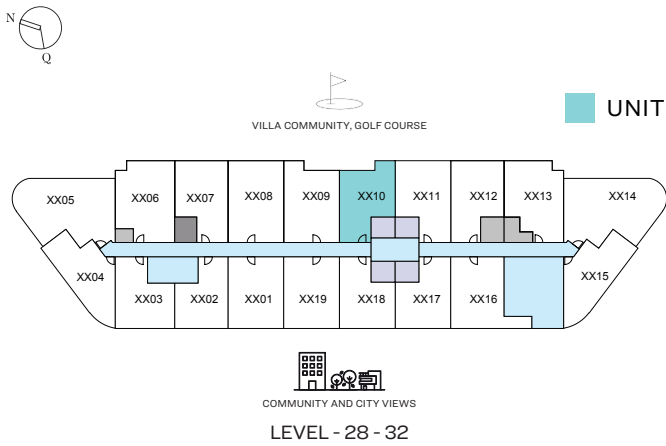 N
Q
VILLA COMMUNITY, GOLF COURSE
UNIT
XX05
XX06
XX07
XX08
XX09
XX10
XX11
XX12
XX13
XX14
XX04
XX03
XX02
XX01
XX19
XX18
XX17
XX16
XX15
COMMUNITY AND CITY VIEWS
LEVEL - 28 - 32